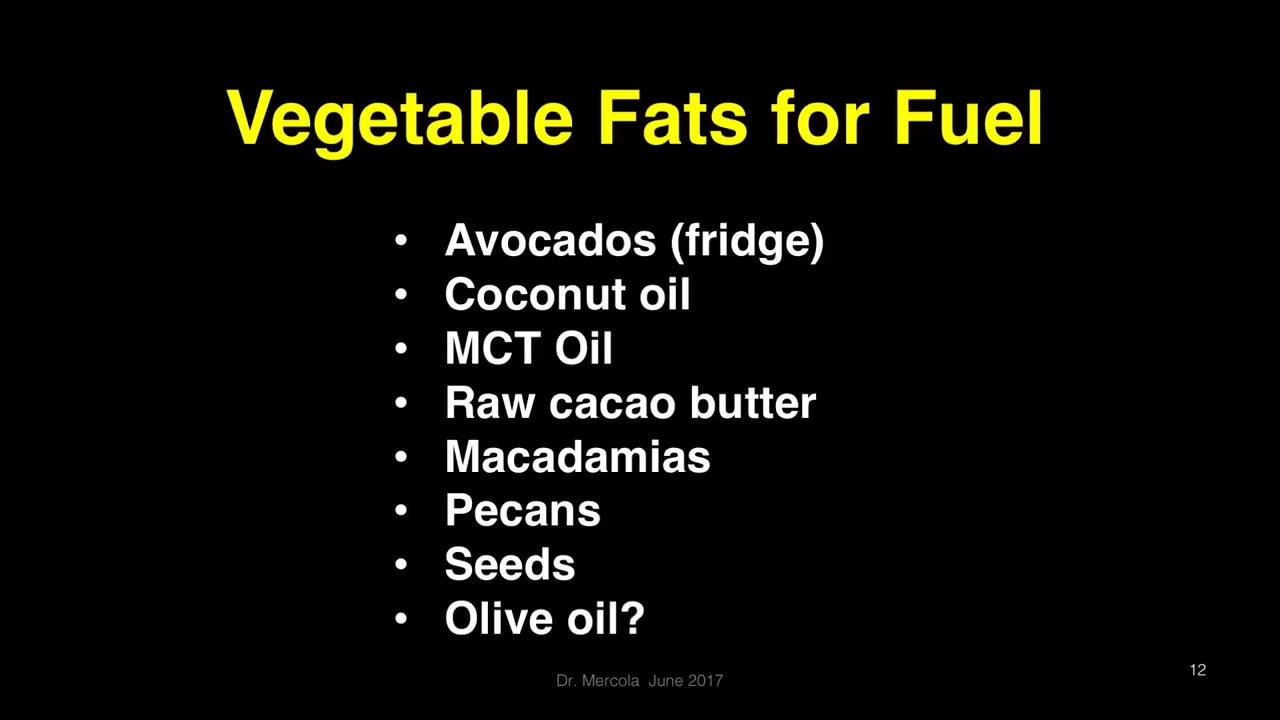 Vegetable Fats for Fuel
• Avocados (fridge)
• Coconut oil
• MCT Oil
• Raw cacao butter
• Macadamias
• Pecans
• Seeds
• Olive oil?
Dr. Mercola June 2017
12